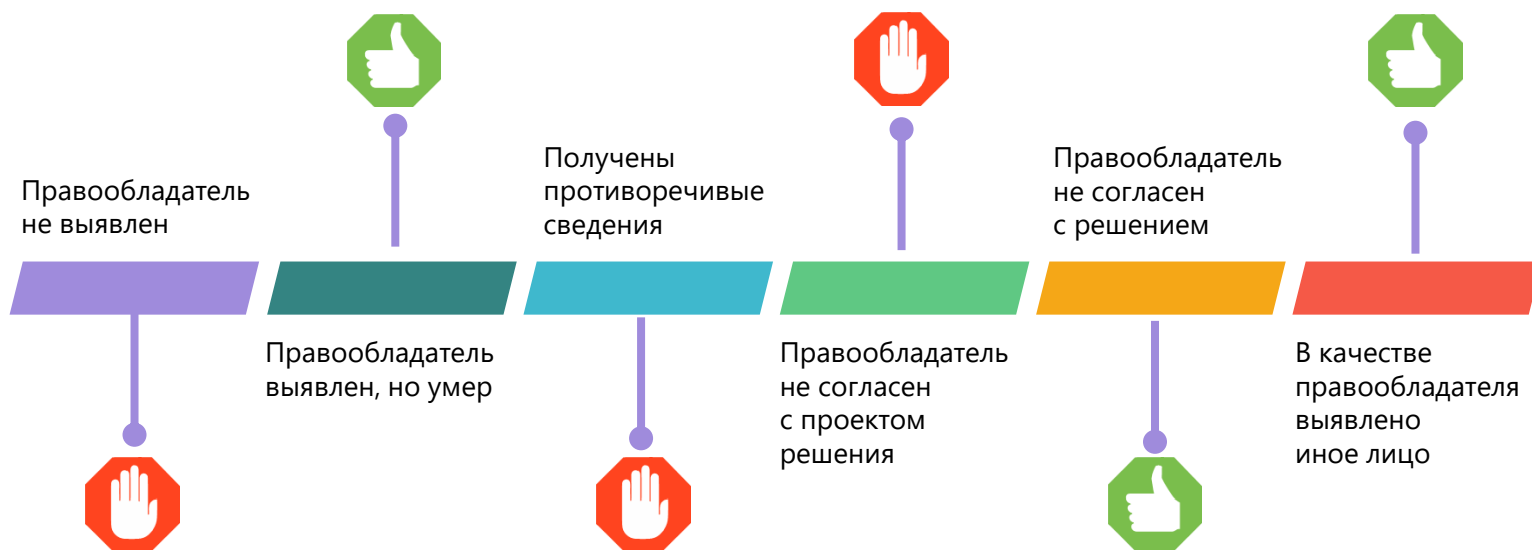 Правообладатель
не выявлен
Правообладатель
выявлен, но умер
Получены
противоречивые
сведения
Правообладатель
не согласен
с проектом
решения
Правообладатель
не согласен
с решением
В качестве
правообладателя
выявлено
иное лицо